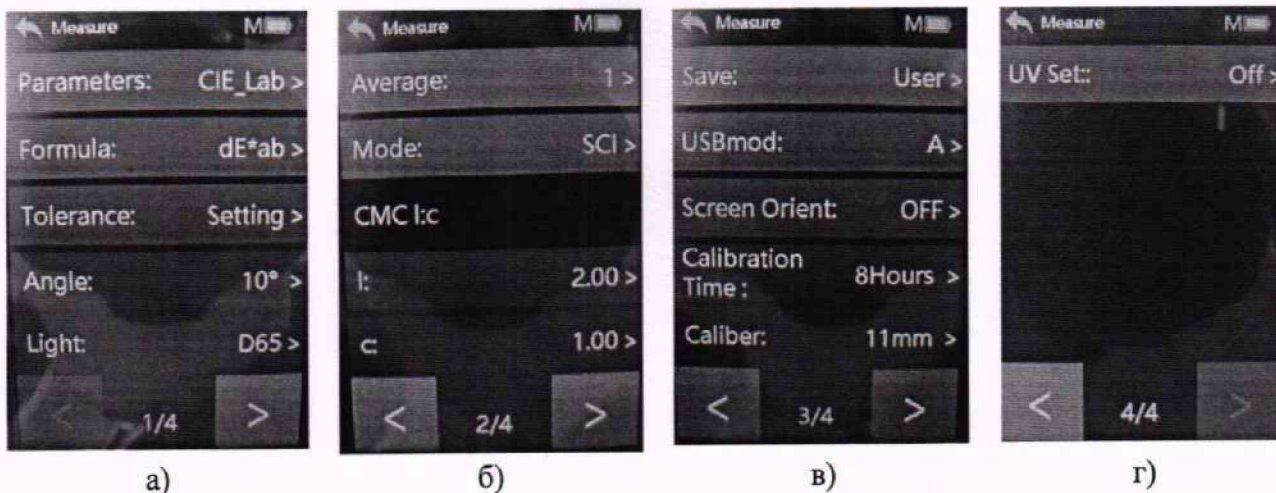 Measure M
Parameters: CIE_Lab >
Formula: dE*ab >
Tolerance: Setting >
Angle: 10° >
Light: D65 >
< 1/4 >
а)
Measure M
Average: 1 >
Mode: SCI >
CMC l:c
l: 2.00 >
c: 1.00 >
< 2/4 >
б)
Measure M
Save: User >
USBmod: A >
Screen Orient: OFF >
Calibration
Time : 8Hours >
Caliber: 11mm >
< 3/4 >
в)
Measure M
UV Set:: Off >
< 4/4 >
г)